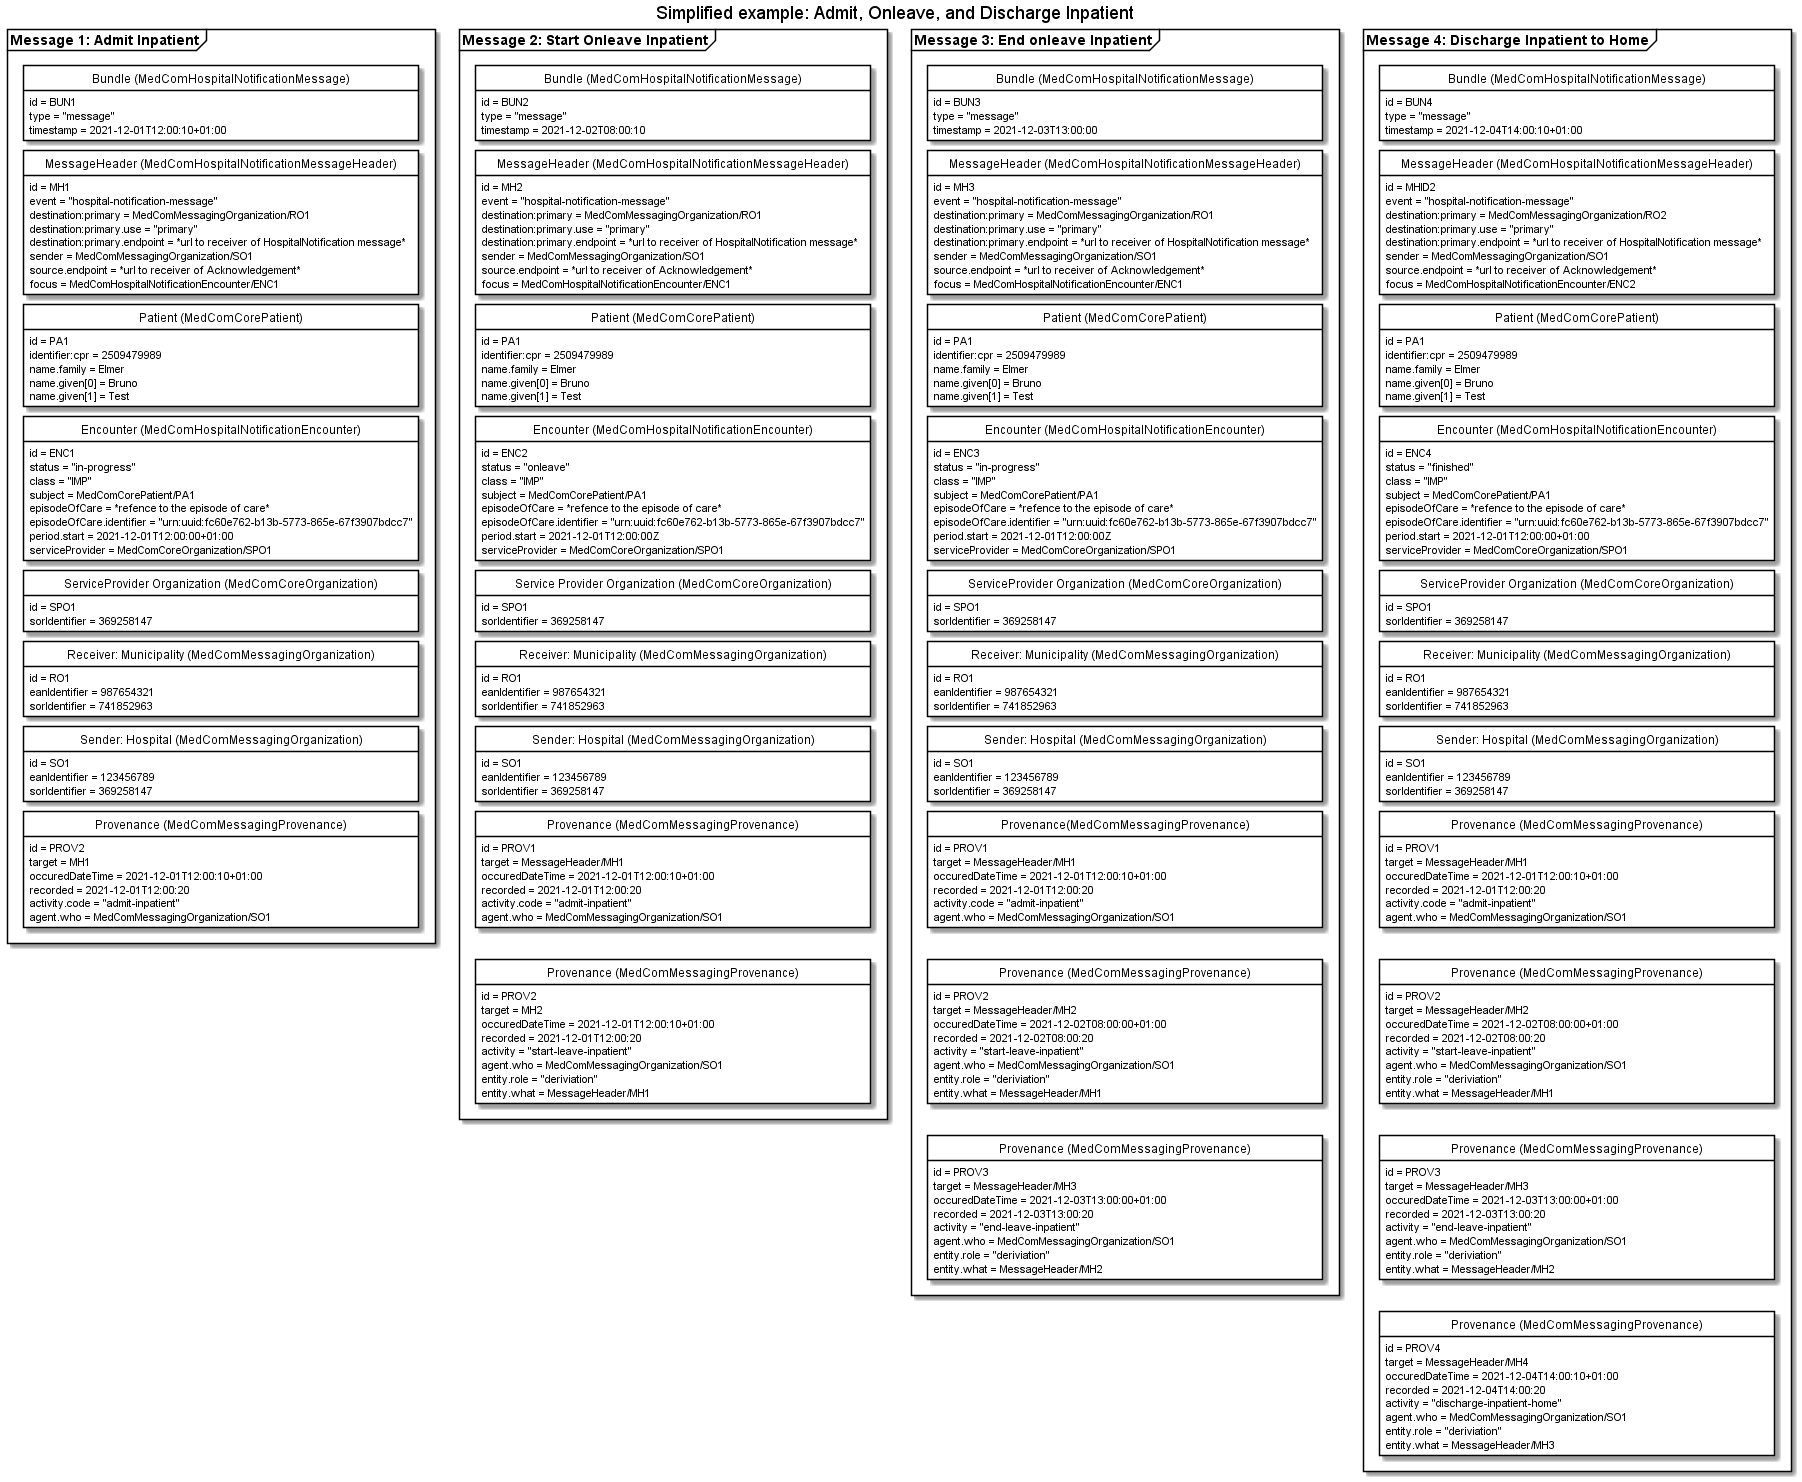 Simplified example: Admit, Onleave, and Discharge Inpatient
Message 1: Admit Inpatient
Bundle (MedComHospitalNotificationMessage)
id = BUN1
type = "message"
timestamp = 2021-12-01T12:00:10+01:00
MessageHeader (MedComHospitalNotificationMessageHeader)
id = MH1
event = "hospital-notification-message"
destination:primary = MedComMessagingOrganization/RO1
destination:primary.use = "primary"
destination:primary.endpoint = *url to receiver of HospitalNotification message*
sender = MedComMessagingOrganization/SO1
source.endpoint = *url to receiver of Acknowledgement*
focus = MedComHospitalNotificationEncounter/ENC1
Patient (MedComCorePatient)
id = PA1
identifier:cpr = 2509479989
name.family = Elmer
name.given[0] = Bruno
name.given[1] = Test
Encounter (MedComHospitalNotificationEncounter)
id = ENC1
status = "in-progress"
class = "IMP"
subject = MedComCorePatient/PA1
episodeOfCare = *refence to the episode of care*
episodeOfCare.identifier = "urn:uuid:fc60e762-b13b-5773-865e-67f3907bdcc7"
period.start = 2021-12-01T12:00:00+01:00
serviceProvider = MedComCoreOrganization/SPO1
ServiceProvider Organization (MedComCoreOrganization)
id = SPO1
sorIdentifier = 369258147
Receiver: Municipality (MedComMessagingOrganization)
id = RO1
eanIdentifier = 987654321
sorIdentifier = 741852963
Sender: Hospital (MedComMessagingOrganization)
id = SO1
eanIdentifier = 123456789
sorIdentifier = 369258147
Provenance (MedComMessagingProvenance)
id = PROV2
target = MH1
occuredDateTime = 2021-12-01T12:00:10+01:00
recorded = 2021-12-01T12:00:20
activity.code = "admit-inpatient"
agent.who = MedComMessagingOrganization/SO1
Message 2: Start Onleave Inpatient
Bundle (MedComHospitalNotificationMessage)
id = BUN2
type = "message"
timestamp = 2021-12-02T08:00:10
MessageHeader (MedComHospitalNotificationMessageHeader)
id = MH2
event = "hospital-notification-message"
destination:primary = MedComMessagingOrganization/RO1
destination:primary.use = "primary"
destination:primary.endpoint = *url to receiver of HospitalNotification message*
sender = MedComMessagingOrganization/SO1
source.endpoint = *url to receiver of Acknowledgement*
focus = MedComHospitalNotificationEncounter/ENC1
Patient (MedComCorePatient)
id = PA1
identifier:cpr = 2509479989
name.family = Elmer
name.given[0] = Bruno
name.given[1] = Test
Encounter (MedComHospitalNotificationEncounter)
id = ENC2
status = "onleave"
class = "IMP"
subject = MedComCorePatient/PA1
episodeOfCare = *refence to the episode of care*
episodeOfCare.identifier = "urn:uuid:fc60e762-b13b-5773-865e-67f3907bdcc7"
period.start = 2021-12-01T12:00:00Z
serviceProvider = MedComCoreOrganization/SPO1
Service Provider Organization (MedComCoreOrganization)
id = SPO1
sorIdentifier = 369258147
Receiver: Municipality (MedComMessagingOrganization)
id = RO1
eanIdentifier = 987654321
sorIdentifier = 741852963
Sender: Hospital (MedComMessagingOrganization)
id = SO1
eanIdentifier = 123456789
sorIdentifier = 369258147
Provenance (MedComMessagingProvenance)
id = PROV1
target = MessageHeader/MH1
occuredDateTime = 2021-12-01T12:00:10+01:00
recorded = 2021-12-01T12:00:20
activity.code = "admit-inpatient"
agent.who = MedComMessagingOrganization/SO1
Provenance (MedComMessagingProvenance)
id = PROV2
target = MH2
occuredDateTime = 2021-12-01T12:00:10+01:00
recorded = 2021-12-01T12:00:20
activity = "start-leave-inpatient"
agent.who = MedComMessagingOrganization/SO1
entity.role = "deriviation"
entity.what = MessageHeader/MH1
Message 3: End onleave Inpatient
Bundle (MedComHospitalNotificationMessage)
id = BUN3
type = "message"
timestamp = 2021-12-03T13:00:00
MessageHeader (MedComHospitalNotificationMessageHeader)
id = MH3
event = "hospital-notification-message"
destination:primary = MedComMessagingOrganization/RO1
destination:primary.use = "primary"
destination:primary.endpoint = *url to receiver of HospitalNotification message*
sender = MedComMessagingOrganization/SO1
source.endpoint = *url to receiver of Acknowledgement*
focus = MedComHospitalNotificationEncounter/ENC1
Patient (MedComCorePatient)
id = PA1
identifier:cpr = 2509479989
name.family = Elmer
name.given[0] = Bruno
name.given[1] = Test
Encounter (MedComHospitalNotificationEncounter)
id = ENC3
status = "in-progress"
class = "IMP"
subject = MedComCorePatient/PA1
episodeOfCare = *refence to the episode of care*
episodeOfCare.identifier = "urn:uuid:fc60e762-b13b-5773-865e-67f3907bdcc7"
period.start = 2021-12-01T12:00:00Z
serviceProvider = MedComCoreOrganization/SPO1
ServiceProvider Organization (MedComCoreOrganization)
id = SPO1
sorIdentifier = 369258147
Receiver: Municipality (MedComMessagingOrganization)
id = RO1
eanIdentifier = 987654321
sorIdentifier = 741852963
Sender: Hospital (MedComMessagingOrganization)
id = SO1
eanIdentifier = 123456789
sorIdentifier = 369258147
Provenance(MedComMessagingProvenance)
id = PROV1
target = MessageHeader/MH1
occuredDateTime = 2021-12-01T12:00:10+01:00
recorded = 2021-12-01T12:00:20
activity.code = "admit-inpatient"
agent.who = MedComMessagingOrganization/SO1
Provenance (MedComMessagingProvenance)
id = PROV2
target = MessageHeader/MH2
occuredDateTime = 2021-12-02T08:00:00+01:00
recorded = 2021-12-02T08:00:20
activity = "start-leave-inpatient"
agent.who = MedComMessagingOrganization/SO1
entity.role = "deriviation"
entity.what = MessageHeader/MH1
Provenance (MedComMessagingProvenance)
id = PROV3
target = MessageHeader/MH3
occuredDateTime = 2021-12-03T13:00:00+01:00
recorded = 2021-12-03T13:00:20
activity = "end-leave-inpatient"
agent.who = MedComMessagingOrganization/SO1
entity.role = "deriviation"
entity.what = MessageHeader/MH2
Message 4: Discharge Inpatient to Home
Bundle (MedComHospitalNotificationMessage)
id = BUN4
type = "message"
timestamp = 2021-12-04T14:00:10+01:00
MessageHeader (MedComHospitalNotificationMessageHeader)
id = MHID2
event = "hospital-notification-message"
destination:primary = MedComMessagingOrganization/RO2
destination:primary.use = "primary"
destination:primary.endpoint = *url to receiver of HospitalNotification message*
sender = MedComMessagingOrganization/SO1
source.endpoint = *url to receiver of Acknowledgement*
focus = MedComHospitalNotificationEncounter/ENC2
Patient (MedComCorePatient)
id = PA1
identifier:cpr = 2509479989
name.family = Elmer
name.given[0] = Bruno
name.given[1] = Test
Encounter (MedComHospitalNotificationEncounter)
id = ENC4
status = "finished"
class = "IMP"
subject = MedComCorePatient/PA1
episodeOfCare = *refence to the episode of care*
episodeOfCare.identifier = "urn:uuid:fc60e762-b13b-5773-865e-67f3907bdcc7"
period.start = 2021-12-01T12:00:00+01:00
serviceProvider = MedComCoreOrganization/SPO1
ServiceProvider Organization (MedComCoreOrganization)
id = SPO1
sorIdentifier = 369258147
Receiver: Municipality (MedComMessagingOrganization)
id = RO1
eanIdentifier = 987654321
sorIdentifier = 741852963
Sender: Hospital (MedComMessagingOrganization)
id = SO1
eanIdentifier = 123456789
sorIdentifier = 369258147
Provenance (MedComMessagingProvenance)
id = PROV1
target = MessageHeader/MH1
occuredDateTime = 2021-12-01T12:00:10+01:00
recorded = 2021-12-01T12:00:20
activity.code = "admit-inpatient"
agent.who = MedComMessagingOrganization/SO1
Provenance (MedComMessagingProvenance)
id = PROV2
target = MessageHeader/MH2
occuredDateTime = 2021-12-02T08:00:00+01:00
recorded = 2021-12-02T08:00:20
activity = "start-leave-inpatient"
agent.who = MedComMessagingOrganization/SO1
entity.role = "deriviation"
entity.what = MessageHeader/MH1
Provenance (MedComMessagingProvenance)
id = PROV3
target = MessageHeader/MH3
occuredDateTime = 2021-12-03T13:00:00+01:00
recorded = 2021-12-03T13:00:20
activity = "end-leave-inpatient"
agent.who = MedComMessagingOrganization/SO1
entity.role = "deriviation"
entity.what = MessageHeader/MH2
Provenance (MedComMessagingProvenance)
id = PROV4
target = MessageHeader/MH4
occuredDateTime = 2021-12-04T14:00:10+01:00
recorded = 2021-12-04T14:00:20
activity = "discharge-inpatient-home"
agent.who = MedComMessagingOrganization/SO1
entity.role = "deriviation"
entity.what = MessageHeader/MH3